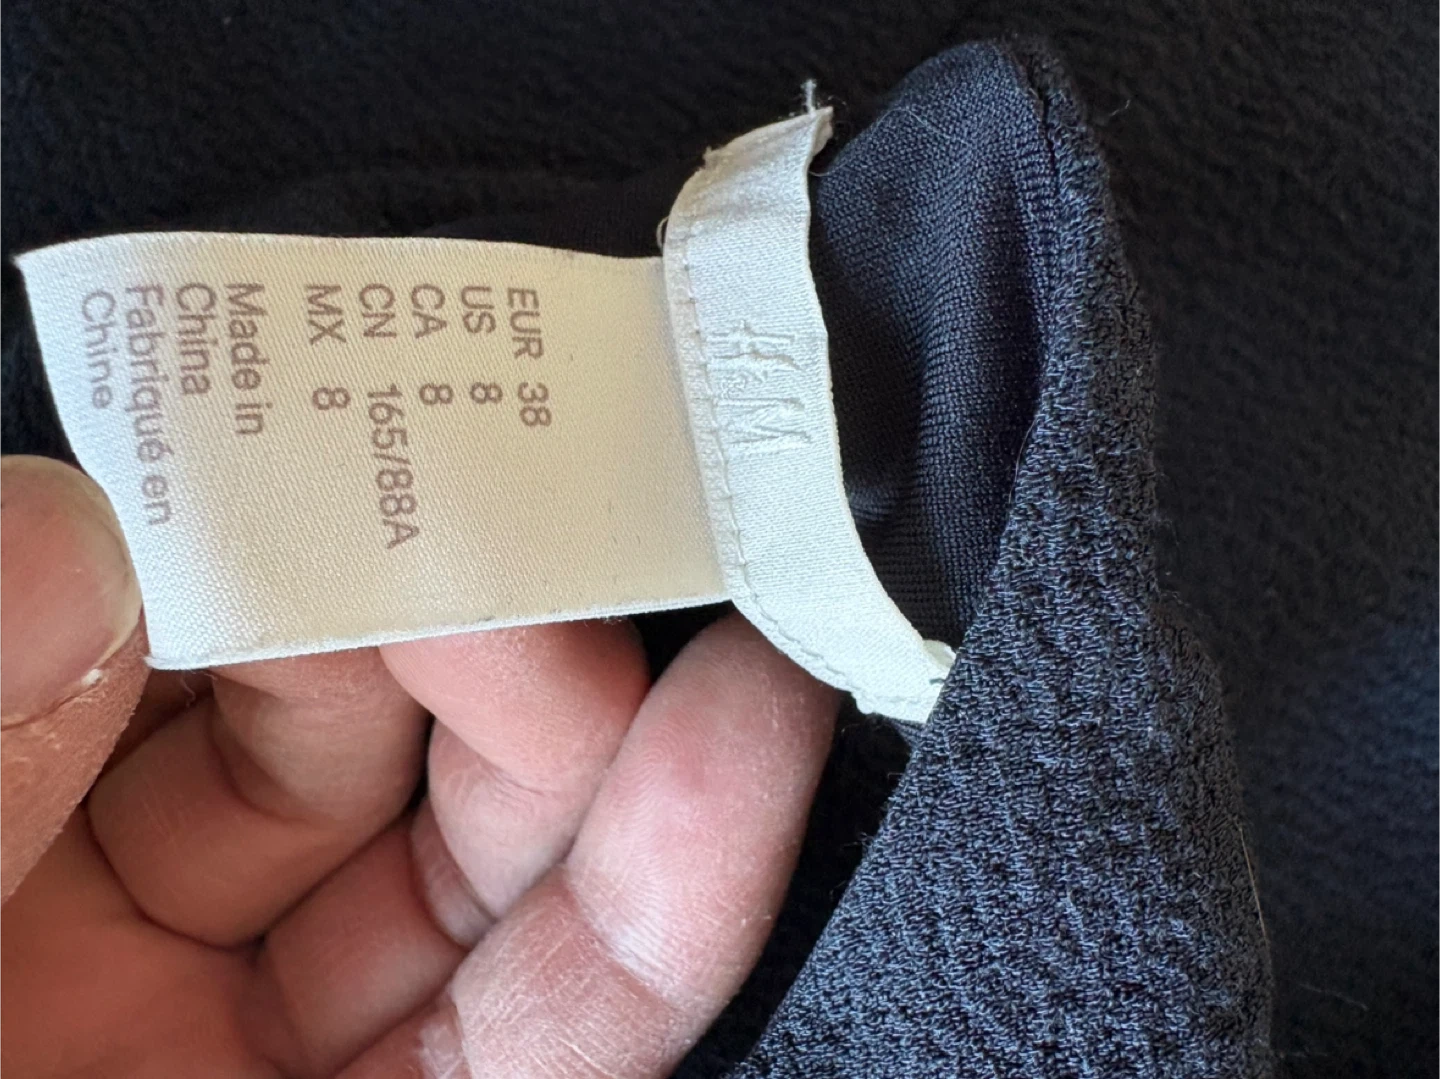 H&M
EUR 38
US 8
CA 8
CN 165/88A
MX 8
Made in
China
Fabriqué en
Chine